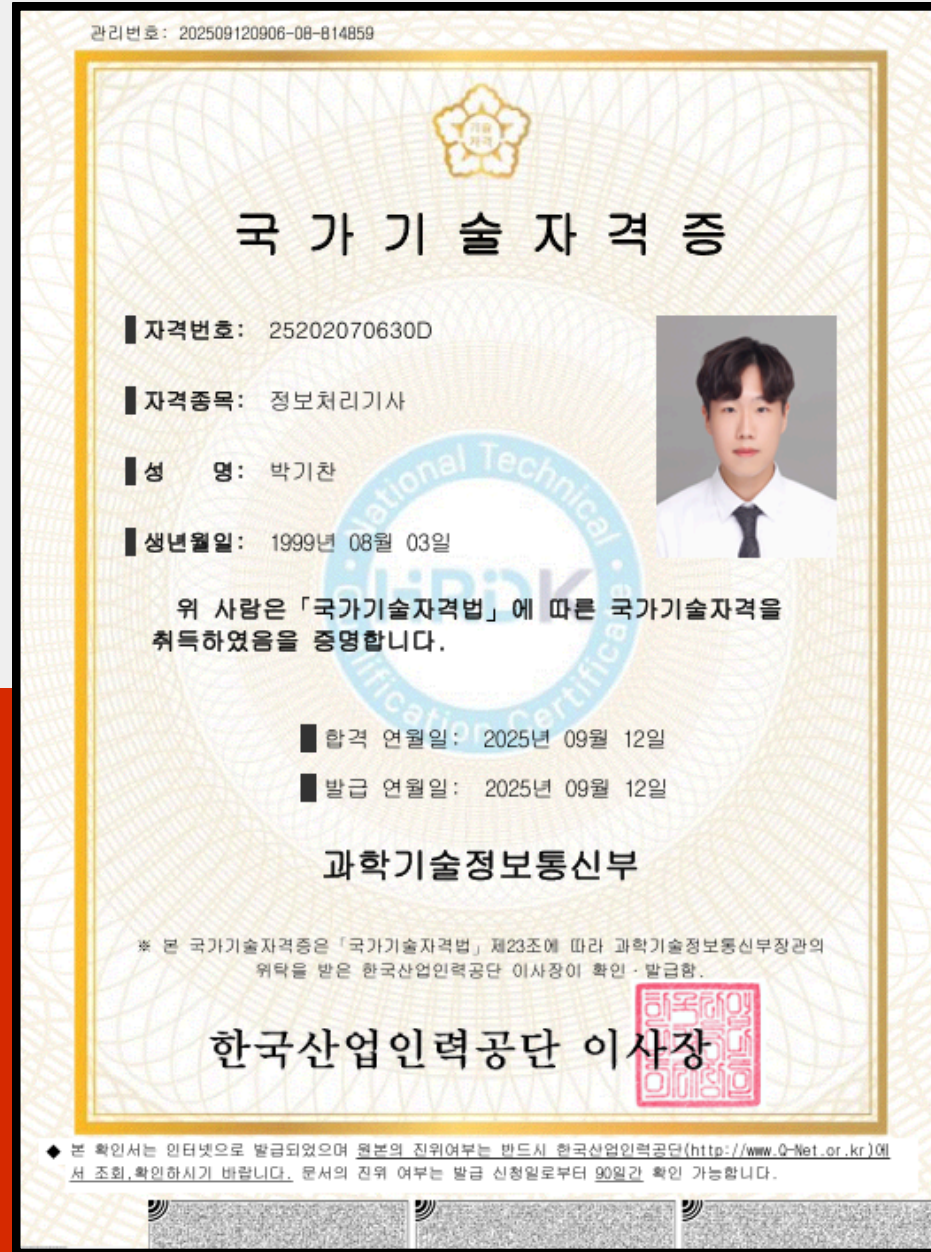 관리번호: 202509120906-08-814859
기술
자격
국가기술자격증
자격번호: 25202070630D
자격종목: 정보처리기사
성 명: 박기찬
생년월일: 1999년 08월 03일
National Technical Qualification Certificate
HRDK
위 사람은「국가기술자격법」에 따른 국가기술자격을
취득하였음을 증명합니다.
합격 연월일: 2025년 09월 12일
발급 연월일: 2025년 09월 12일
과학기술정보통신부
※ 본 국가기술자격증은「국가기술자격법」제23조에 따라 과학기술정보통신부장관의
위탁을 받은 한국산업인력공단 이사장이 확인·발급함.
한국산업인력공단 이사장
◆ 본 확인서는 인터넷으로 발급되었으며 원본의 진위여부는 반드시 한국산업인력공단(http://www.Q-Net.or.kr)에
서 조회,확인하시기 바랍니다. 문서의 진위 여부는 발급 신청일로부터 90일간 확인 가능합니다.